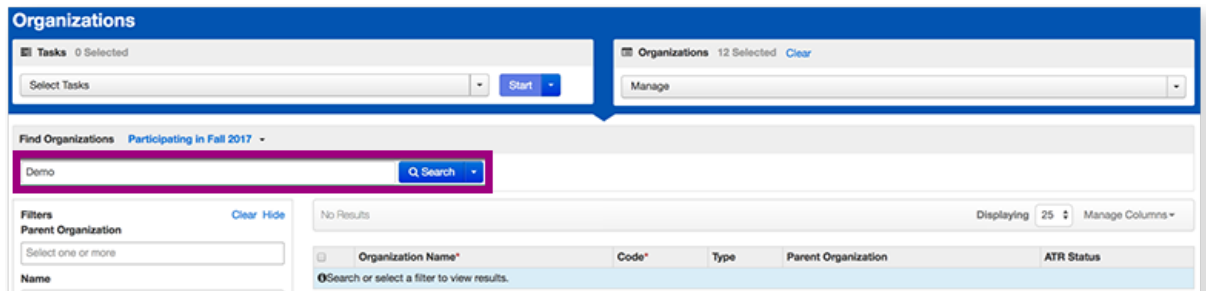 Organizations
Tasks 0 Selected
Organizations 12 Selected Clear
Select Tasks
Start
Manage
Find Organizations Participating in Fall 2017
Demo
Search
Filters Clear Hide
Parent Organization
Select one or more
Name
No Results
Displaying 25 Manage Columns
Organization Name* Code* Type Parent Organization ATR Status
Search or select a filter to view results.